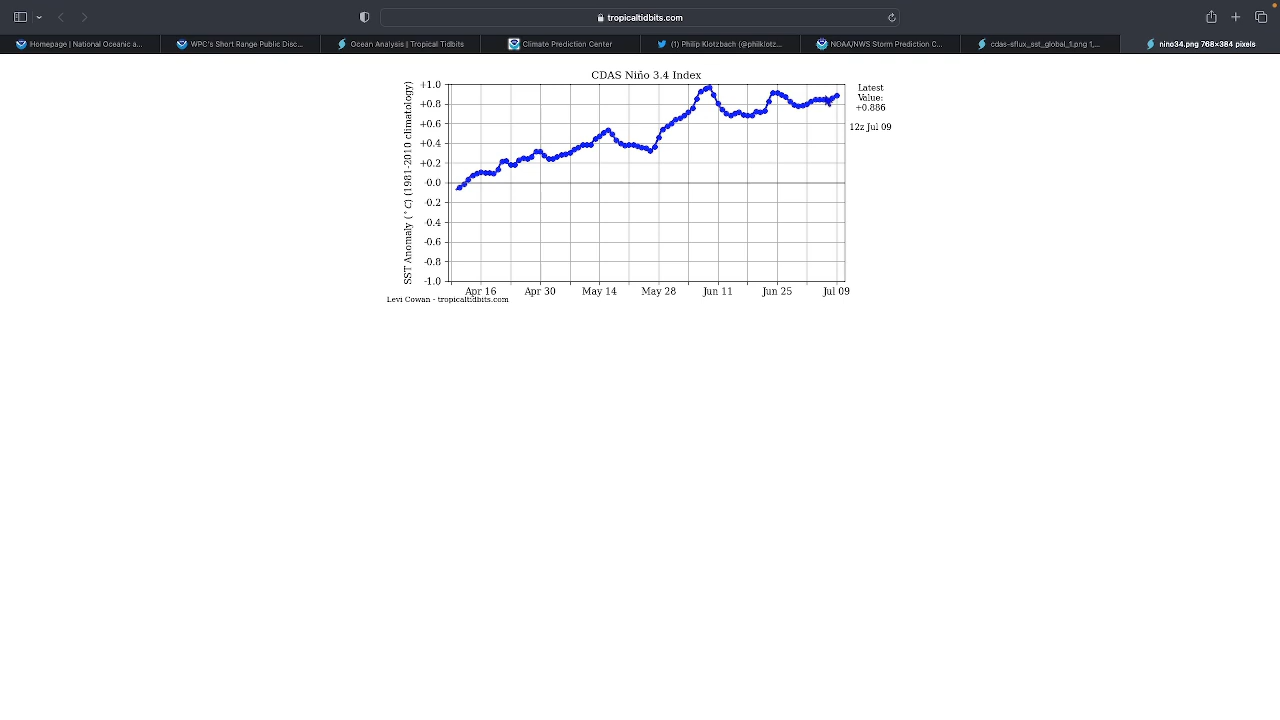 tropicaltidbits.com
Homepage | National Oceanic a...
WPC's Short Range Public Disc...
Ocean Analysis | Tropical Tidbits
Climate Prediction Center
(1) Philip Klotzbach (@philklotz...
NOAA/NWS Storm Prediction C...
cdas-sflux_sst_global_1.png 1,...
nino34.png 768×384 pixels
CDAS Niño 3.4 Index
SST Anomaly (°C) (1981-2010 climatology)
+1.0
+0.8
+0.6
+0.4
+0.2
-0.0
-0.2
-0.4
-0.6
-0.8
-1.0
Apr 16
Apr 30
May 14
May 28
Jun 11
Jun 25
Jul 09
Latest
Value:
+0.886
12z Jul 09
Levi Cowan - tropicaltidbits.com